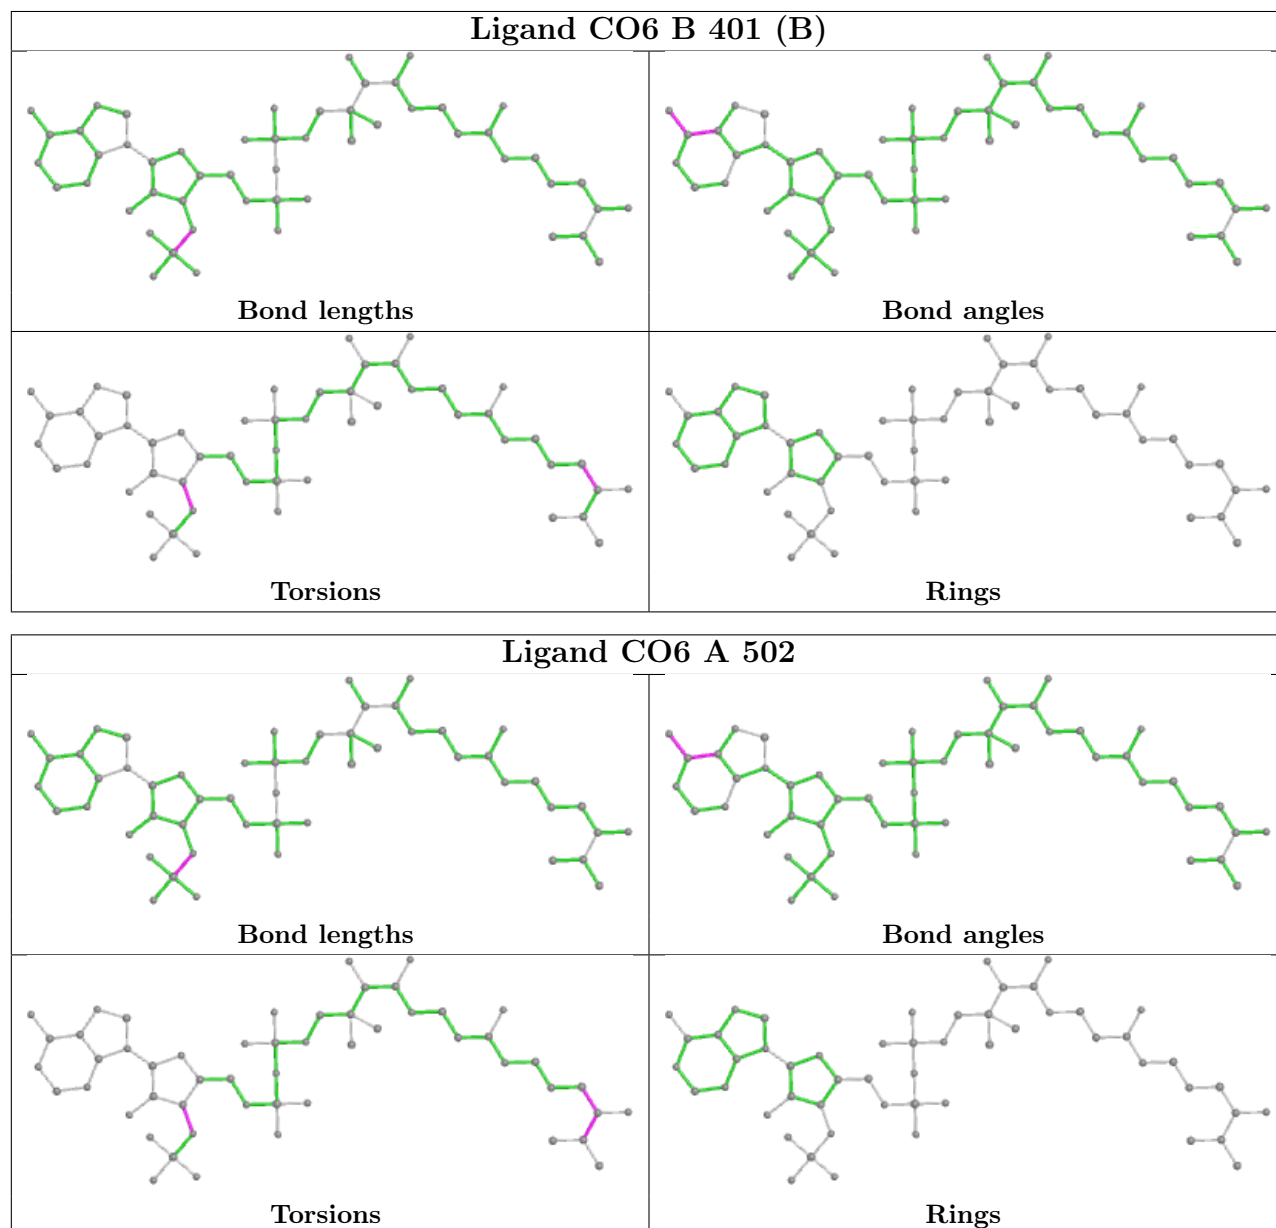 Ligand CO6 B 401 (B)
Bond lengths
Bond angles
Torsions
Rings
Ligand CO6 A 502
Bond lengths
Bond angles
Torsions
Rings